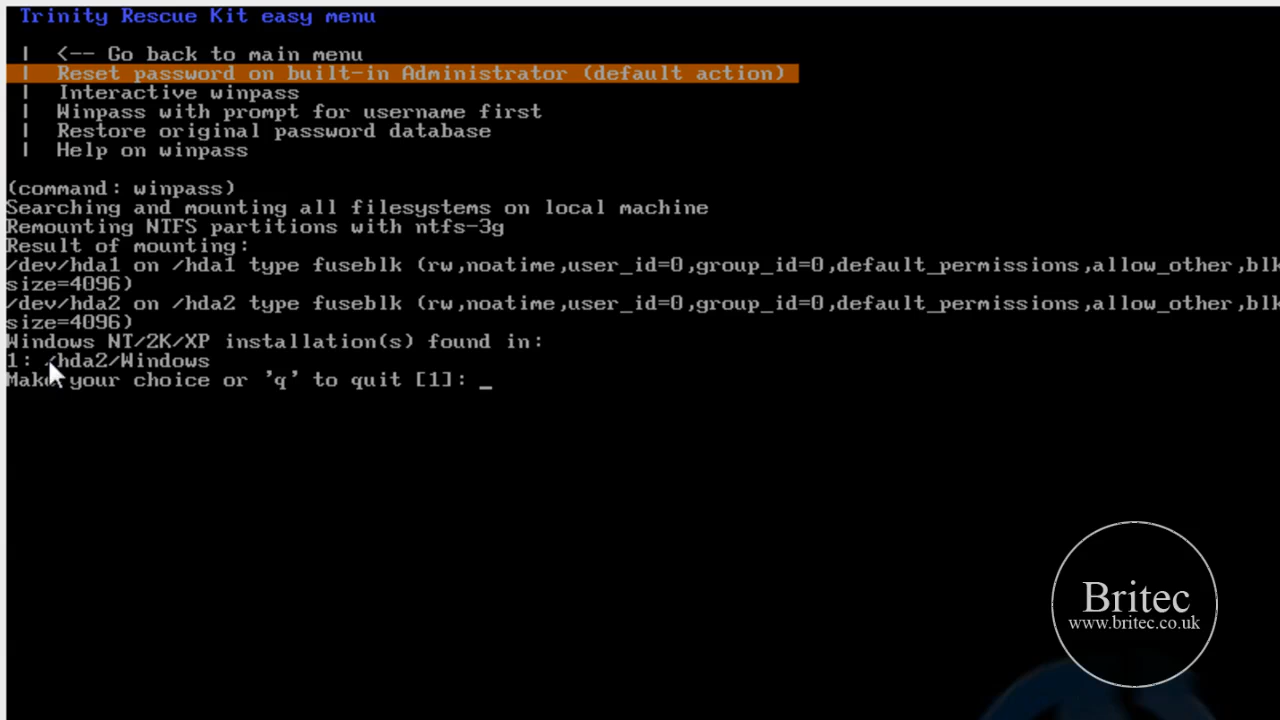 Trinity Rescue Kit easy menu
| <-- Go back to main menu
| Reset password on built-in Administrator (default action)
| Interactive winpass
| Winpass with prompt for username first
| Restore original password database
| Help on winpass
(command: winpass)
Searching and mounting all filesystems on local machine
Remounting NTFS partitions with ntfs-3g
Result of mounting:
/dev/hda1 on /hda1 type fuseblk (rw,noatime,user_id=0,group_id=0,default_permissions,allow_other,blk
size=4096)
/dev/hda2 on /hda2 type fuseblk (rw,noatime,user_id=0,group_id=0,default_permissions,allow_other,blk
size=4096)
Windows NT/2K/XP installation(s) found in:
1: /hda2/Windows
Make your choice or 'q' to quit [1]: _
Britec
www.britec.co.uk